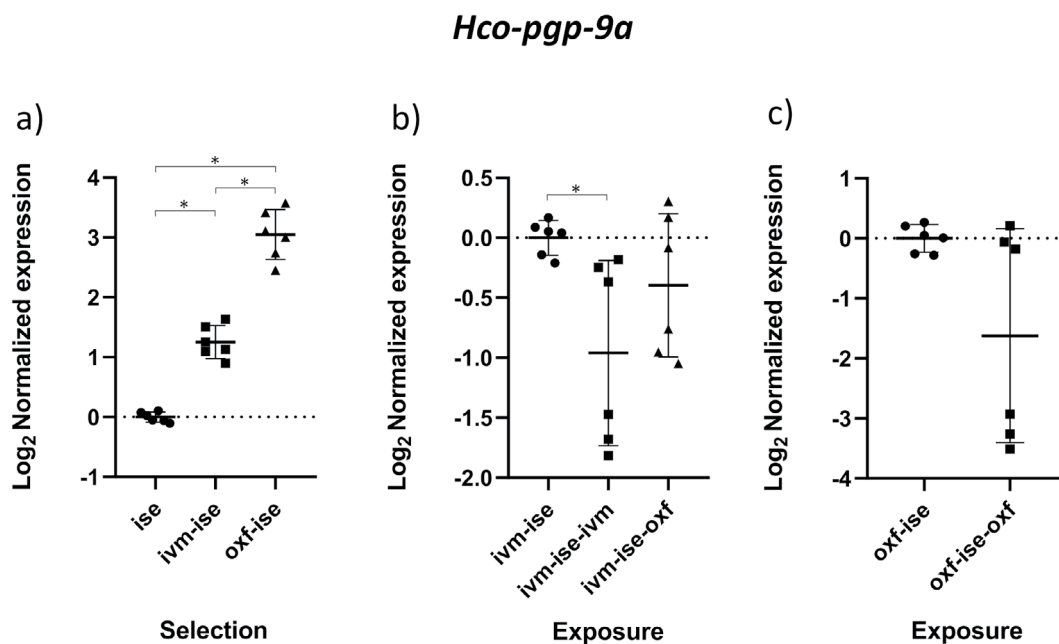 Hco-pgp-9a
a)
Log2 Normalized expression
4
3
2
1
0
-1
*
*
*
ise
ivm-ise
oxf-ise
Selection
b)
Log2 Normalized expression
0.5
0.0
-0.5
-1.0
-1.5
-2.0
*
ivm-ise
ivm-ise-ivm
ivm-ise-oxf
Exposure
c)
Log2 Normalized expression
1
0
-1
-2
-3
-4
oxf-ise
oxf-ise-oxf
Exposure